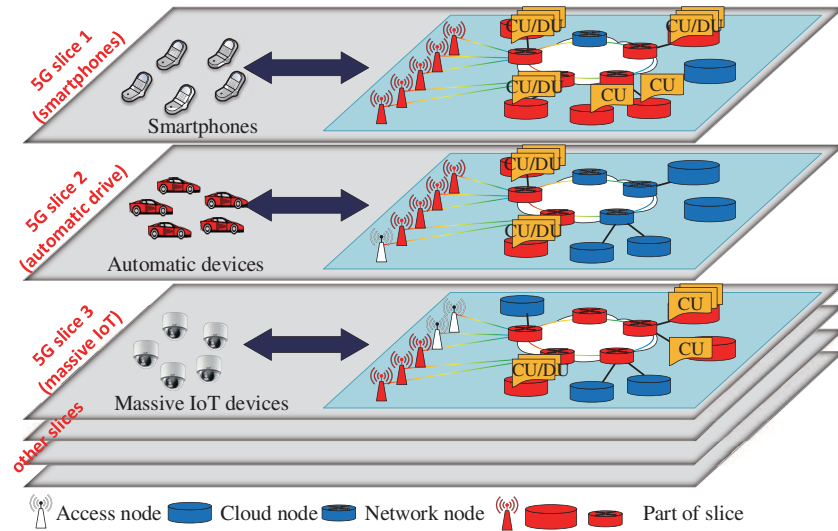 5G slice 1
(smartphones)
CU/DU
CU/DU
CU/DU
CU
CU
Smartphones
5G slice 2
(automatic drive)
CU/DU
CU/DU
Automatic devices
5G slice 3
(massive IoT)
CU
CU
CU/DU
Massive IoT devices
other slices
Access node Cloud node Network node Part of slice